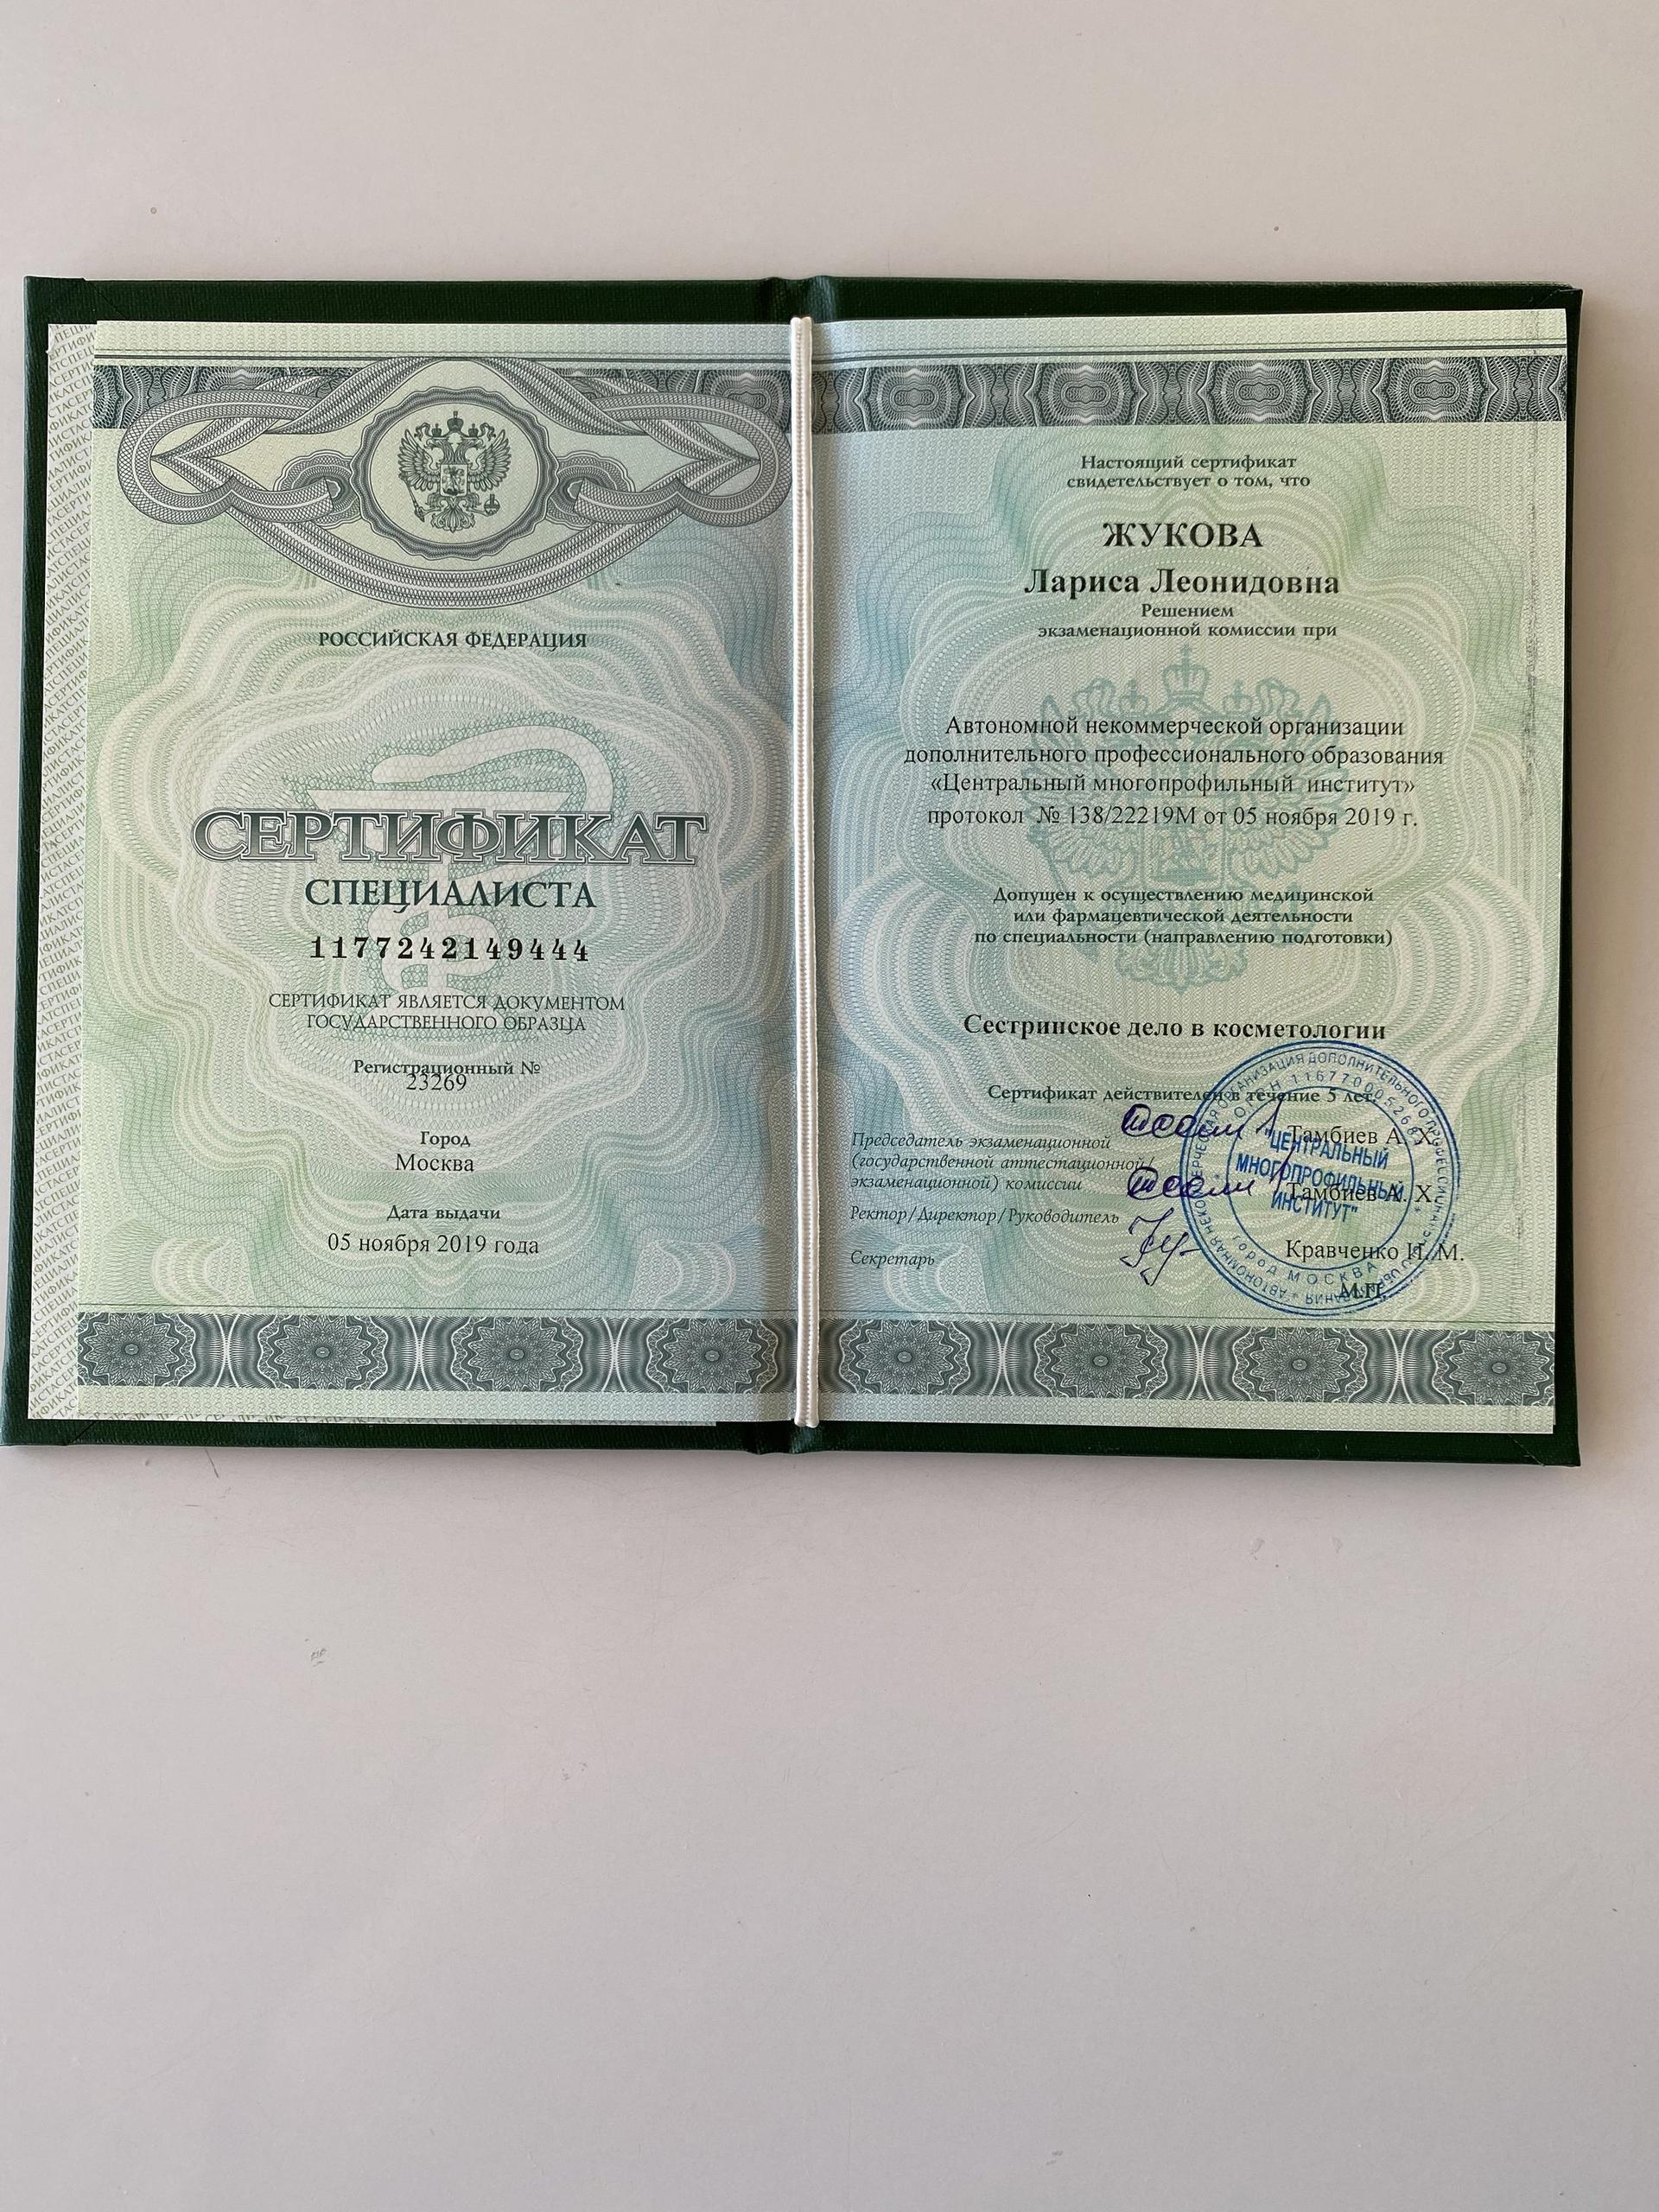 РОССИЙСКАЯ ФЕДЕРАЦИЯ
СЕРТИФИКАТ
СПЕЦИАЛИСТА
1177242149444
СЕРТИФИКАТ ЯВЛЯЕТСЯ ДОКУМЕНТОМ
ГОСУДАРСТВЕННОГО ОБРАЗЦА
Регистрационный №
23269
Город
Москва
Дата выдачи
05 ноября 2019 года
Настоящий сертификат
свидетельствует о том, что
ЖУКОВА
Лариса Леонидовна
Решением
экзаменационной комиссии при
Автономной некоммерческой организации
дополнительного профессионального образования
«Центральный многопрофильный институт»
протокол № 138/22219М от 05 ноября 2019 г.
Допущен к осуществлению медицинской
или фармацевтической деятельности
по специальности (направлению подготовки)
Сестринское дело в косметологии
Сертификат действителен в течение 5 лет.
Председатель экзаменационной
(государственной аттестационной/
экзаменационной) комиссии
Тамбиев А. Х.
Ректор/Директор/Руководитель
Тамбиев А. Х.
Секретарь
Кравченко И. М.
М.П.
"ЦЕНТРАЛЬНЫЙ
МНОГОПРОФИЛЬНЫЙ
ИНСТИТУТ"
ГОРОД МОСКВА